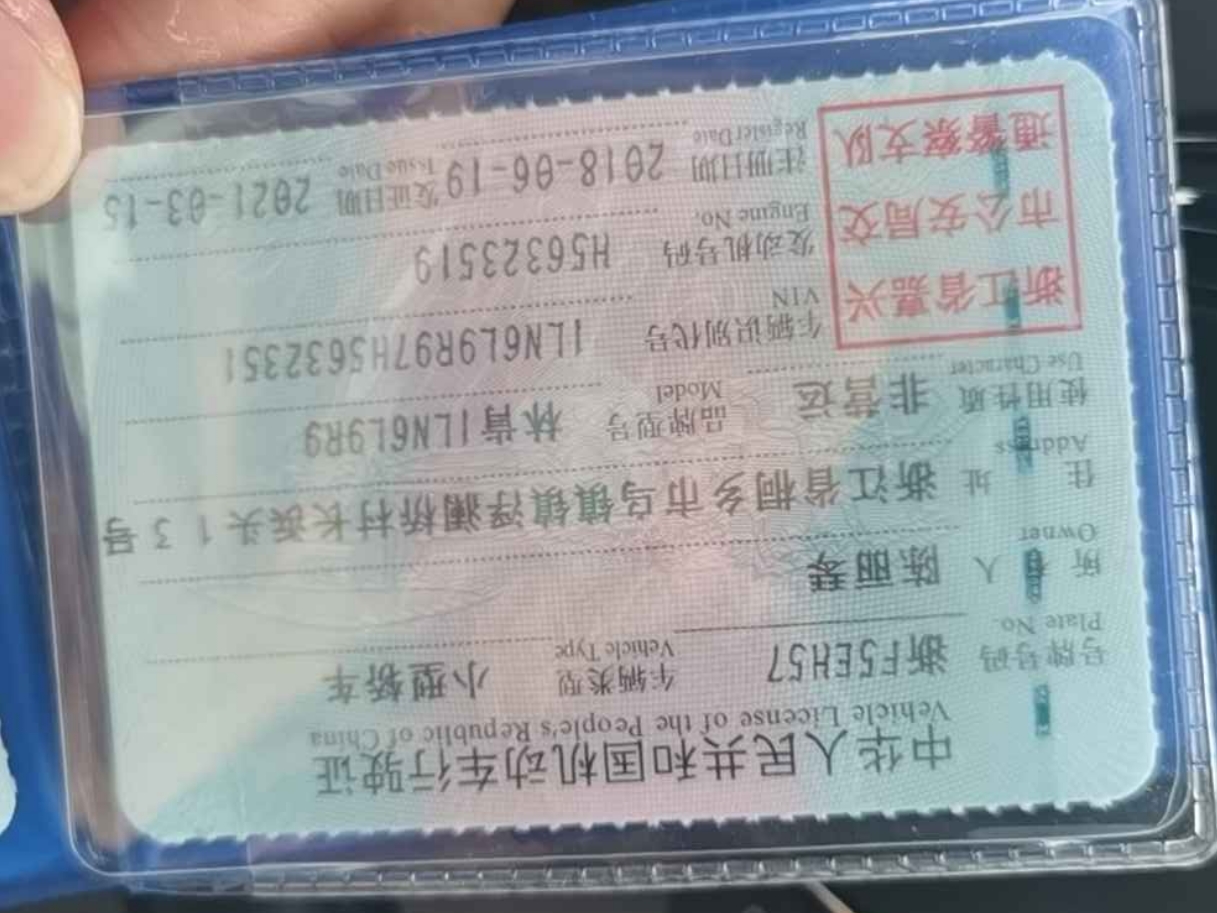 中华人民共和国机动车行驶证
Vehicle License of the People's Republic of China
号牌号码 浙F5EH57 车辆类型 小型轿车
Plate No. Vehicle Type
所有人 陈丽琴
Owner
住址 浙江省桐乡市乌镇镇浮澜桥村长浜头13号
Address
使用性质 非营运 品牌型号 林肯1LN6L9R9
Use Character Model
车辆识别代号 1LN6L9R97H5632351
VIN
发动机号码 H56323519
Engine No.
注册日期 2018-06-19 发证日期 2021-03-15
Register Date Issue Date
浙江省嘉兴
市公安局交
通警察支队